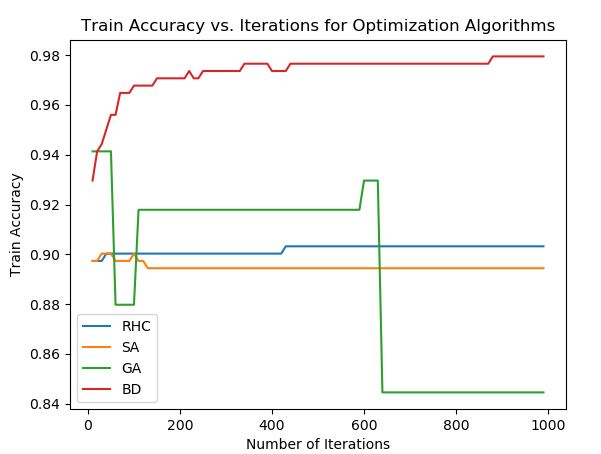 Train Accuracy vs. Iterations for Optimization Algorithms
0.98
0.96
0.94
0.92
0.90
0.88
0.86
0.84
Train Accuracy
RHC
SA
GA
BD
0 200 400 600 800 1000
Number of Iterations